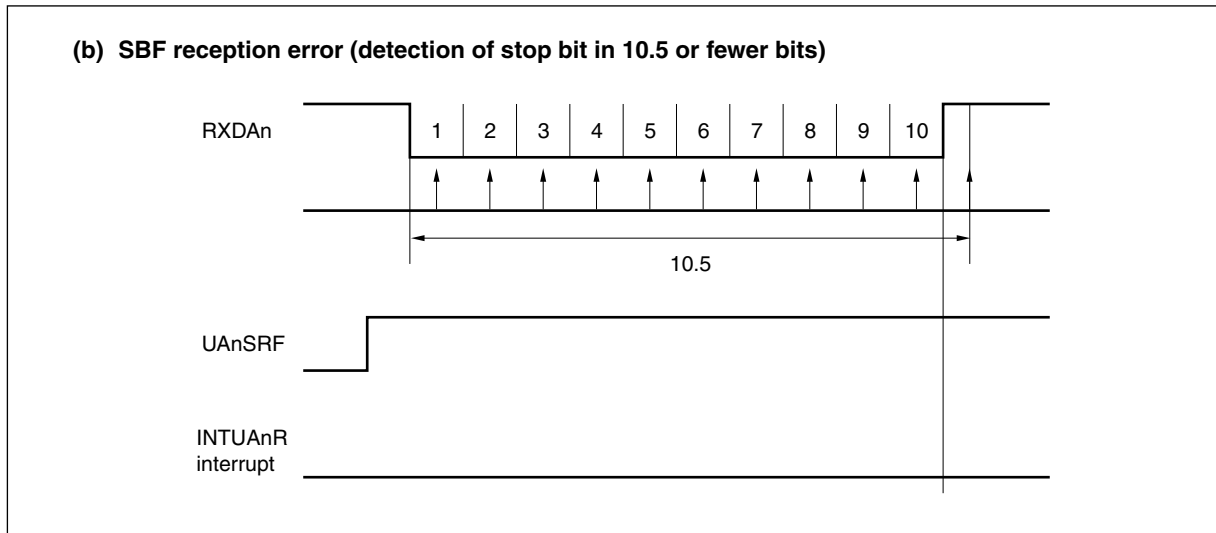 (b) SBF reception error (detection of stop bit in 10.5 or fewer bits)
RXDAn
1 2 3 4 5 6 7 8 9 10
10.5
UAnSRF
INTUAnR
interrupt